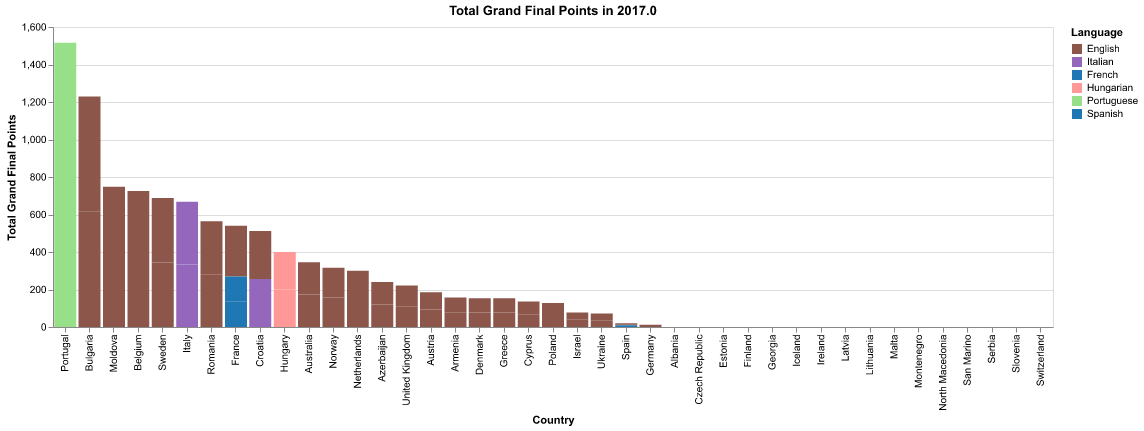 Total Grand Final Points in 2017.0
Total Grand Final Points
1,600
1,400
1,200
1,000
800
600
400
200
0
Portugal
Bulgaria
Moldova
Belgium
Sweden
Italy
Romania
France
Croatia
Hungary
Australia
Norway
Netherlands
Azerbaijan
United Kingdom
Austria
Armenia
Denmark
Greece
Cyprus
Poland
Israel
Ukraine
Spain
Germany
Albania
Czech Republic
Estonia
Finland
Georgia
Iceland
Ireland
Latvia
Lithuania
Malta
Montenegro
North Macedonia
San Marino
Serbia
Slovenia
Switzerland
Country
Language
English
Italian
French
Hungarian
Portuguese
Spanish